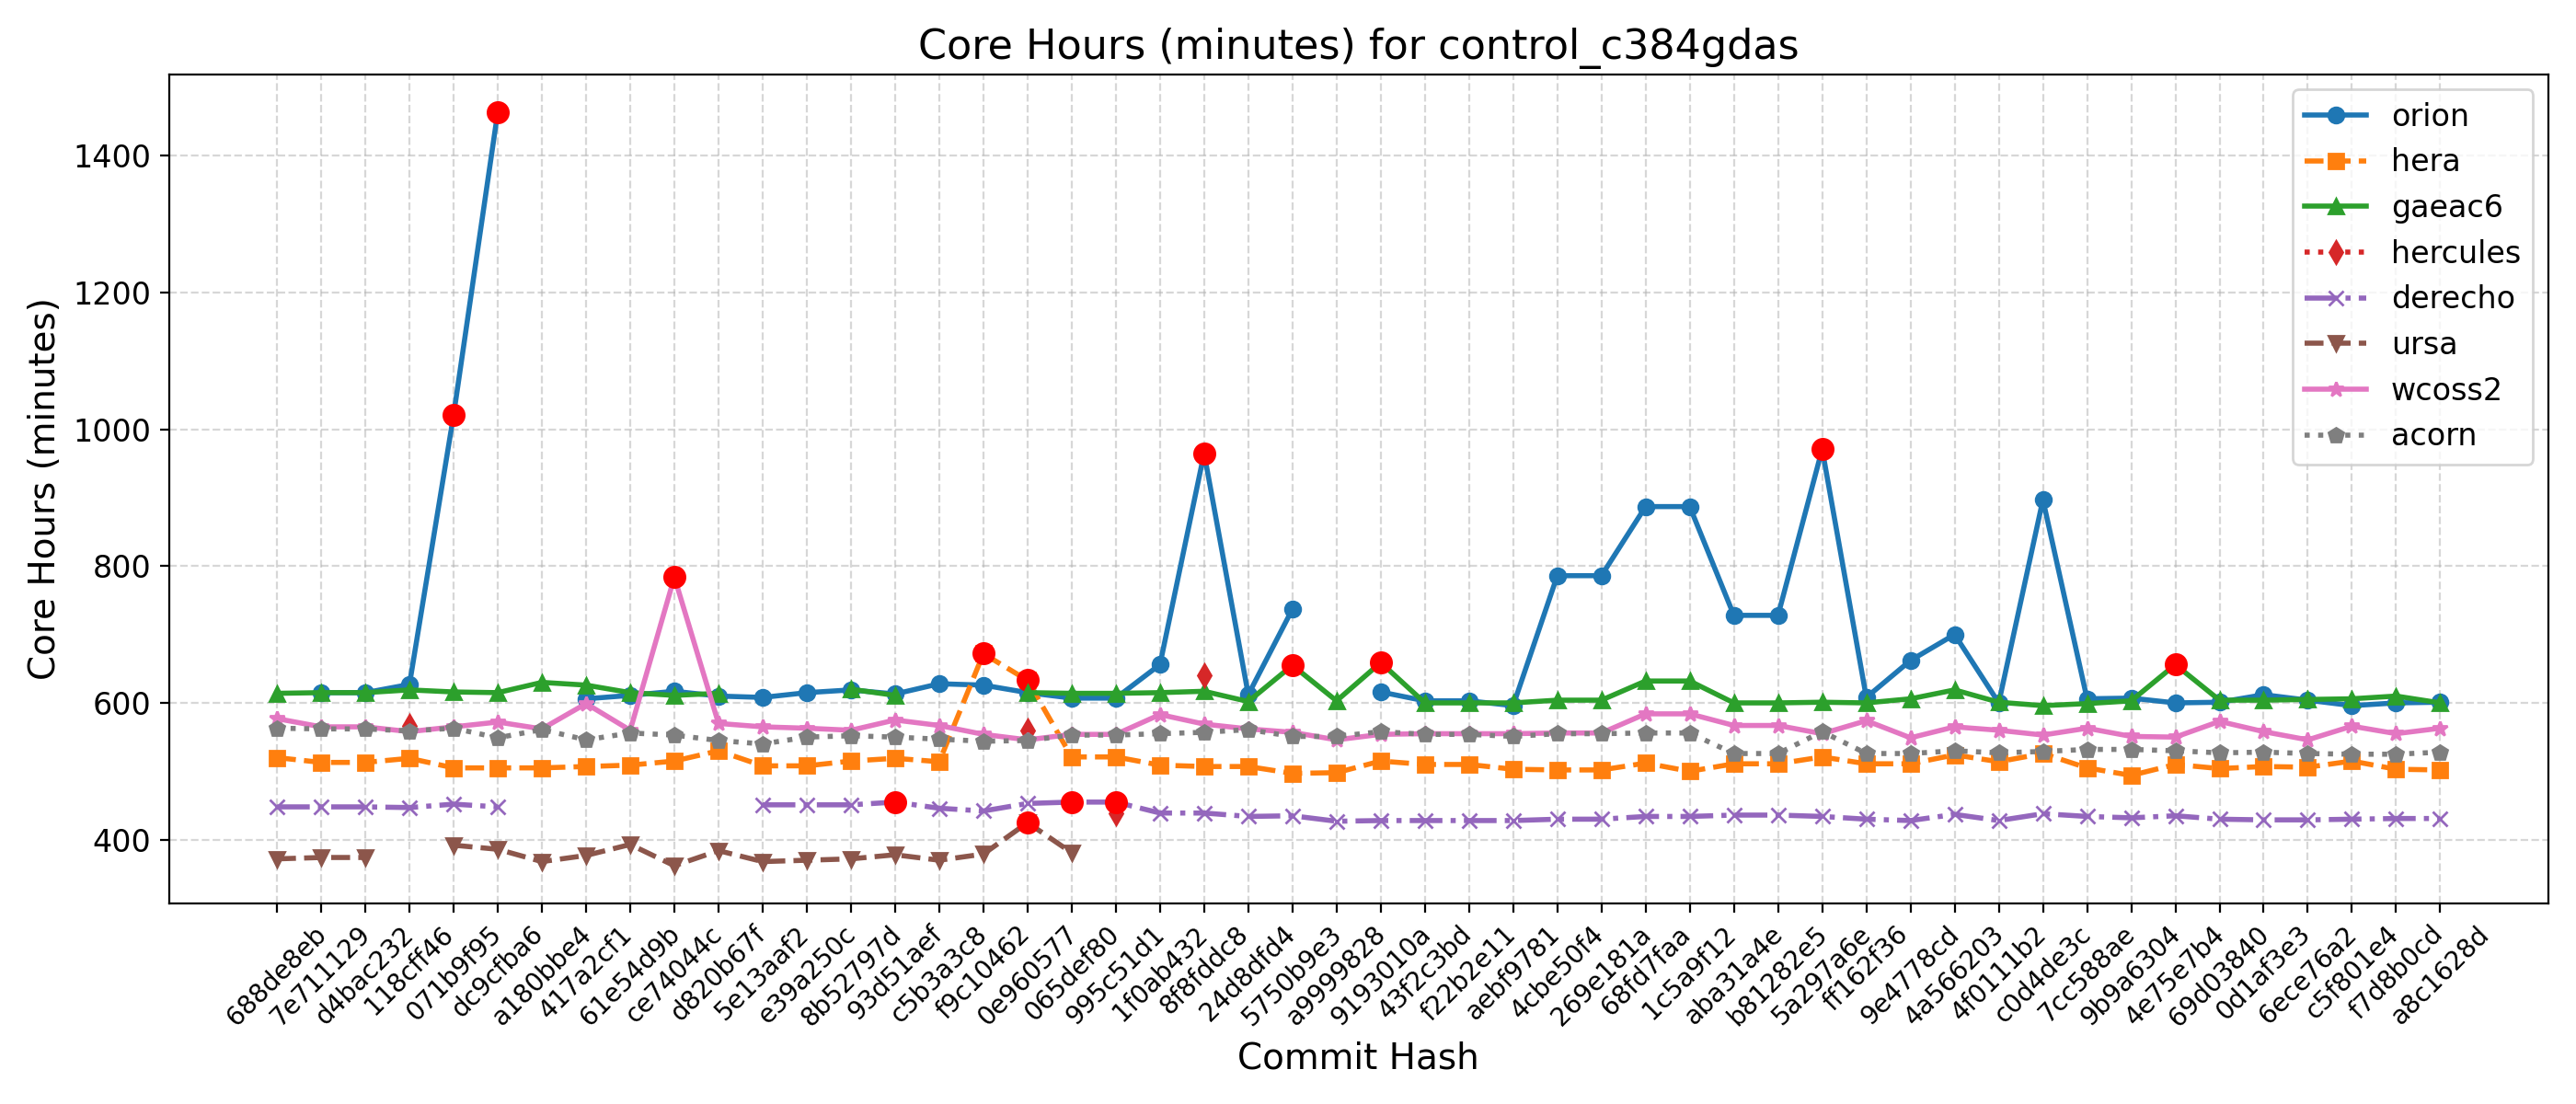 Core Hours (minutes) for control_c384gdas
Core Hours (minutes)
1400
1200
1000
800
600
400
orion
hera
gaeac6
hercules
derecho
ursa
wcoss2
acorn
688de8eb
7e711129
d4bac232
118cff46
071b9f95
dc9cfba6
a180bbe4
417a2cf1
61e54d9b
ce74044c
d820b67f
5e13aaf2
e39a250c
8b52797d
93d51aef
c5b3a3c8
f9c10462
0e960577
065def80
995c51d1
1f0ab432
8f8fddc8
24d8dfd4
5750b9e3
a9999828
9193010a
43f2c3bd
f22b2e11
aebf9781
4cbe50f4
269e181a
68fd7faa
1c5a9f12
aba31a4e
b81282e5
5a297a6e
ff162f36
9e4778cd
4a566203
4f0111b2
c0d4de3c
7cc588ae
9b9a6304
4e75e7b4
69d03840
0d1af3e3
6ece76a2
c5f801e4
f7d8b0cd
a8c1628d
Commit Hash